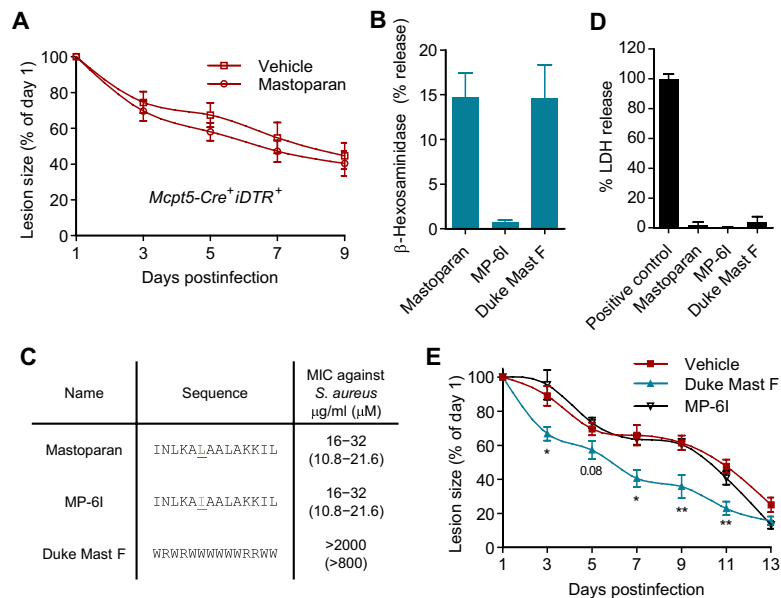 A
Lesion size (% of day 1)
100
80
60
40
20
0
Vehicle
Mastoparan
Mcpt5-Cre+iDTR+
1 3 5 7 9
Days postinfection
B
β-Hexosaminidase (% release)
20
15
10
5
0
Mastoparan
MP-6I
Duke Mast F
D
% LDH release
120
100
80
60
40
20
0
Positive control
Mastoparan
MP-6I
Duke Mast F
C
Name Sequence MIC against
S. aureus
μg/ml (μM)
Mastoparan INLKALAALAKKIL 16–32
(10.8–21.6)
MP-6I INLKAIAALAKKIL 16–32
(10.8–21.6)
Duke Mast F WRWRWWWWWWRRWW >2000
(>800)
E
Lesion size (% of day 1)
100
80
60
40
20
0
Vehicle
Duke Mast F
MP-6I
*
0.08
*
**
**
1 3 5 7 9 11 13
Days postinfection